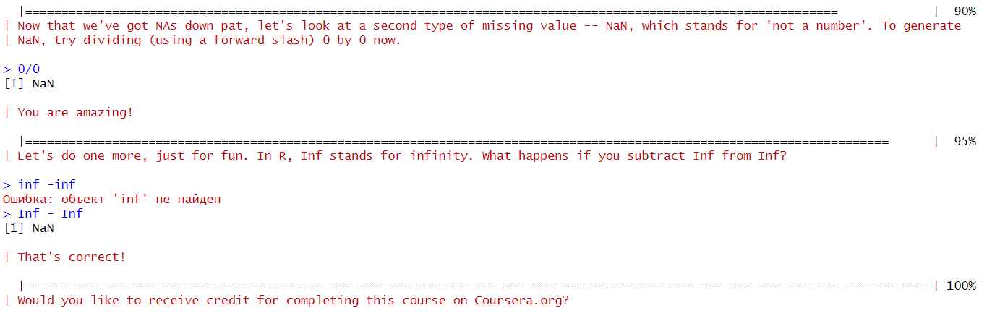 |===============================================================================================================             |  90%
| Now that we've got NAs down pat, let's look at a second type of missing value -- NaN, which stands for 'not a number'. To generate
| NaN, try dividing (using a forward slash) 0 by 0 now.
> 0/0
[1] NaN
| You are amazing!
|======================================================================================================================      |  95%
| Let's do one more, just for fun. In R, Inf stands for infinity. What happens if you subtract Inf from Inf?
> inf -inf
Ошибка: объект 'inf' не найден
> Inf - Inf
[1] NaN
| That's correct!
|============================================================================================================================| 100%
| Would you like to receive credit for completing this course on Coursera.org?